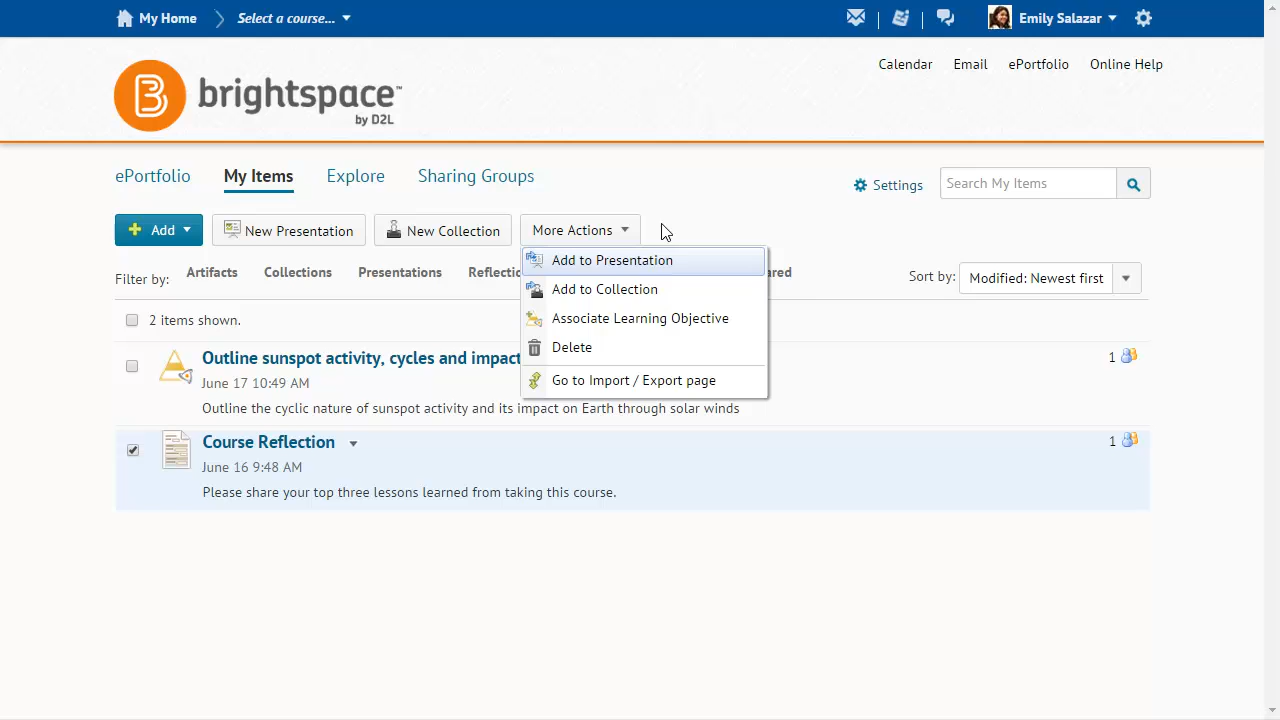 My Home Select a course... Emily Salazar
Calendar Email ePortfolio Online Help
brightspace™
by D2L
ePortfolio My Items Explore Sharing Groups
Settings Search My Items
Add New Presentation New Collection More Actions
Add to Presentation
Add to Collection
Associate Learning Objective
Delete
Go to Import / Export page
Filter by: Artifacts Collections Presentations
Sort by: Modified: Newest first
2 items shown.
Outline sunspot activity, cycles and impact 1
June 17 10:49 AM
Outline the cyclic nature of sunspot activity and its impact on Earth through solar winds
Course Reflection 1
June 16 9:48 AM
Please share your top three lessons learned from taking this course.